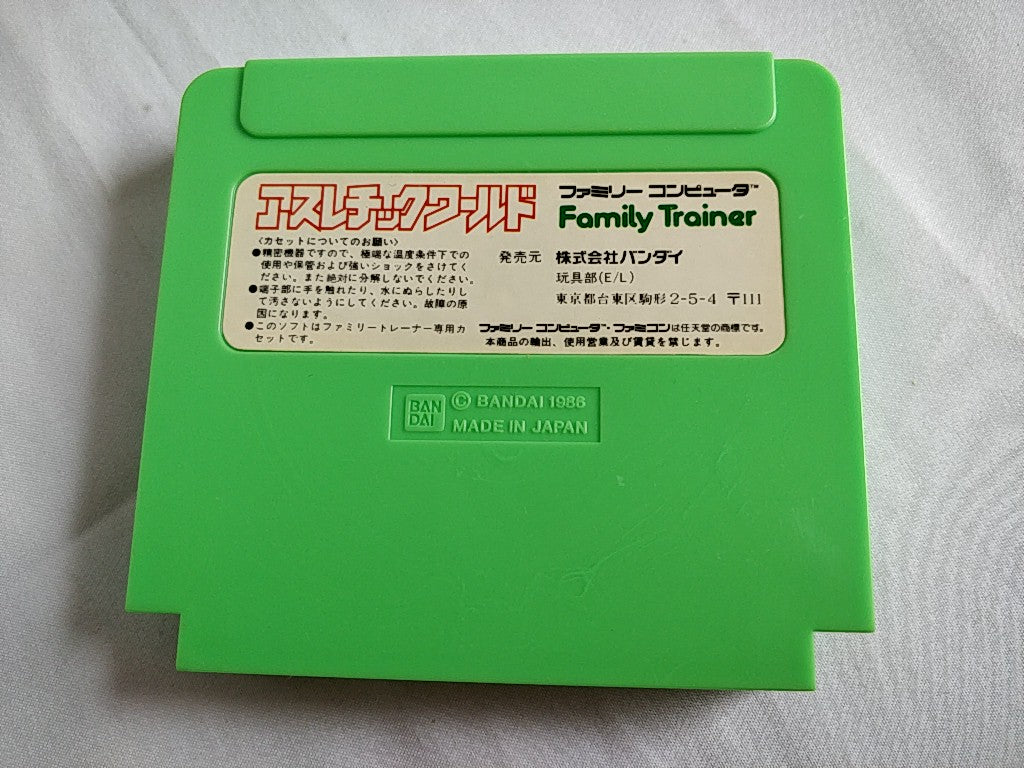 アスレチックワールド
〈カセットについてのお願い〉
●精密機器ですので、極端な温度条件下での
使用や保管および強いショックをさけてく
ださい。また絶対に分解しないでください。
●端子部に手を触れたり、水にぬらしたりし
て汚さないようにしてください。故障の原
因になります。
●このソフトはファミリートレーナー専用カ
セットです。
ファミリー コンピュータ™
Family Trainer
発売元 株式会社バンダイ
玩具部(E/L)
東京都台東区駒形2-5-4 〒111
ファミリー コンピュータ™・ファミコンは任天堂の商標です。
本商品の輸出、使用営業及び賃貸を禁じます。
BAN
DAI
© BANDAI 1986
MADE IN JAPAN